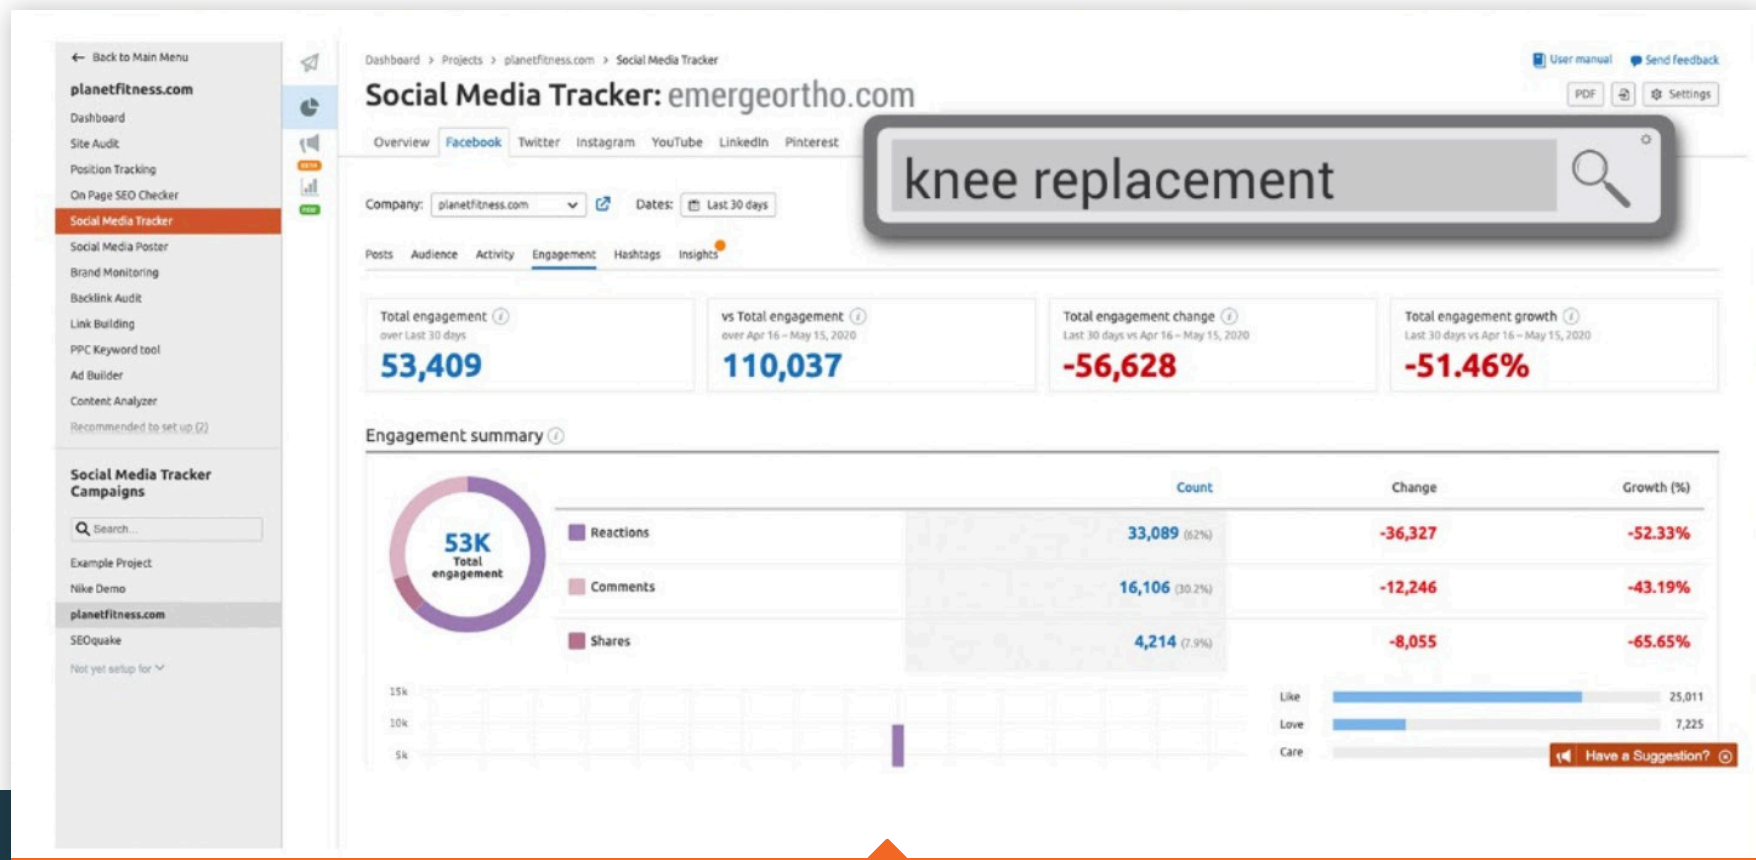 ← Back to Main Menu
planetfitness.com
Dashboard
Site Audit
Position Tracking
On Page SEO Checker
Social Media Tracker
Social Media Poster
Brand Monitoring
Backlink Audit
Link Building
PPC Keyword tool
Ad Builder
Content Analyzer
Recommended to set up (2)
Social Media Tracker
Campaigns
Search...
Example Project
Nike Demo
planetfitness.com
SEOquake
Not yet setup for
BETA
new
Dashboard > Projects > planetfitness.com > Social Media Tracker
User manual Send feedback
Social Media Tracker: emergeortho.com
PDF Settings
Overview Facebook Twitter Instagram YouTube LinkedIn Pinterest
knee replacement
Company: planetfitness.com Dates: Last 30 days
Posts Audience Activity Engagement Hashtags Insights
Total engagement i
over Last 30 days
53,409
vs Total engagement i
over Apr 16 – May 15, 2020
110,037
Total engagement change i
Last 30 days vs Apr 16 – May 15, 2020
-56,628
Total engagement growth i
Last 30 days vs Apr 16 – May 15, 2020
-51.46%
Engagement summary i
53K
Total
engagement
Count Change Growth (%)
Reactions 33,089 (62%) -36,327 -52.33%
Comments 16,106 (30.2%) -12,246 -43.19%
Shares 4,214 (7.9%) -8,055 -65.65%
15k
10k
5k
Like 25,011
Love 7,225
Care
Have a Suggestion?